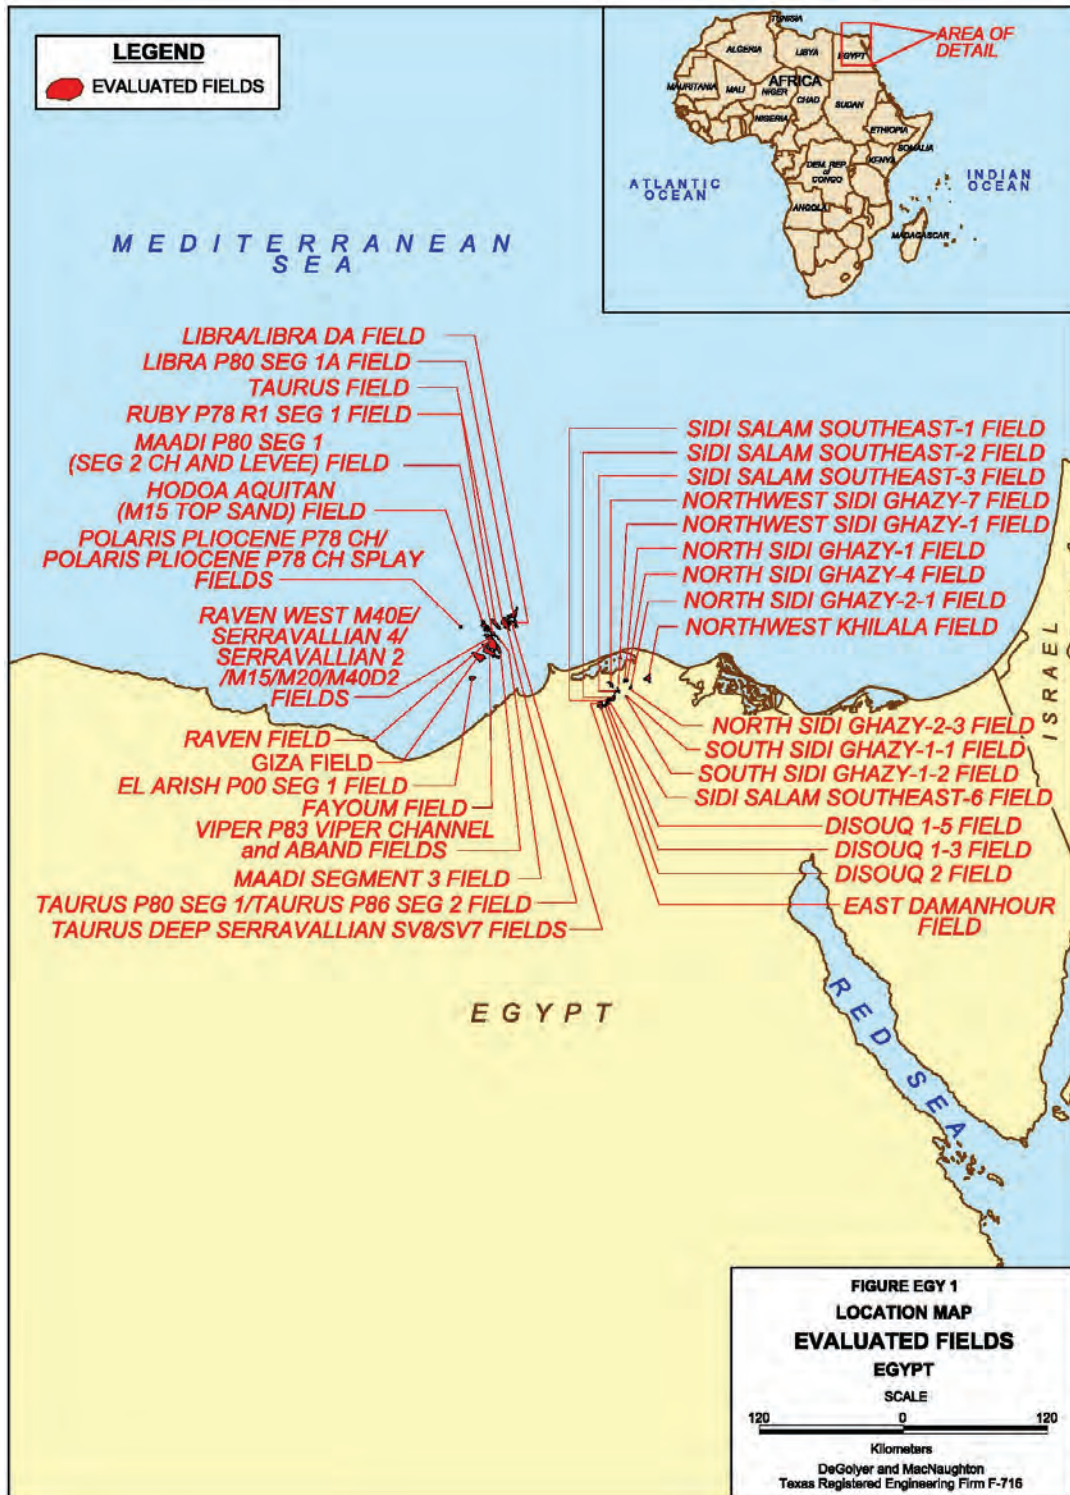 LEGEND
EVALUATED FIELDS
TUNISIA
ALGERIA
LIBYA
EGYPT
AREA OF
DETAIL
MAURITANIA
MALI
NIGER
AFRICA
CHAD
SUDAN
NIGERIA
ETHIOPIA
SOMALIA
KENYA
DEM. REP.
of
CONGO
ANGOLA
MADAGASCAR
ATLANTIC
OCEAN
INDIAN
OCEAN
MEDITERRANEAN
SEA
LIBRA/LIBRA DA FIELD
LIBRA P80 SEG 1A FIELD
TAURUS FIELD
RUBY P78 R1 SEG 1 FIELD
MAADI P80 SEG 1
(SEG 2 CH AND LEVEE) FIELD
HODOA AQUITAN
(M15 TOP SAND) FIELD
POLARIS PLIOCENE P78 CH/
POLARIS PLIOCENE P78 CH SPLAY
FIELDS
RAVEN WEST M40E/
SERRAVALLIAN 4/
SERRAVALLIAN 2
/M15/M20/M40D2
FIELDS
RAVEN FIELD
GIZA FIELD
EL ARISH P00 SEG 1 FIELD
FAYOUM FIELD
VIPER P83 VIPER CHANNEL
and ABAND FIELDS
MAADI SEGMENT 3 FIELD
TAURUS P80 SEG 1/TAURUS P86 SEG 2 FIELD
TAURUS DEEP SERRAVALLIAN SV8/SV7 FIELDS
SIDI SALAM SOUTHEAST-1 FIELD
SIDI SALAM SOUTHEAST-2 FIELD
SIDI SALAM SOUTHEAST-3 FIELD
NORTHWEST SIDI GHAZY-7 FIELD
NORTHWEST SIDI GHAZY-1 FIELD
NORTH SIDI GHAZY-1 FIELD
NORTH SIDI GHAZY-4 FIELD
NORTH SIDI GHAZY-2-1 FIELD
NORTHWEST KHILALA FIELD
NORTH SIDI GHAZY-2-3 FIELD
SOUTH SIDI GHAZY-1-1 FIELD
SOUTH SIDI GHAZY-1-2 FIELD
SIDI SALAM SOUTHEAST-6 FIELD
DISOUQ 1-5 FIELD
DISOUQ 1-3 FIELD
DISOUQ 2 FIELD
EAST DAMANHOUR
FIELD
ISRAEL
EGYPT
RED SEA
FIGURE EGY 1
LOCATION MAP
EVALUATED FIELDS
EGYPT
SCALE
120 0 120
Kilometers
DeGolyer and MacNaughton
Texas Registered Engineering Firm F-716